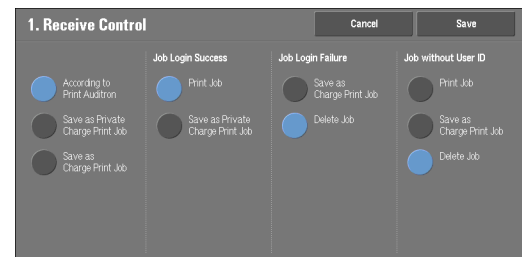 1. Receive Control
Cancel
Save
According to
Print Auditron
Save as Private
Charge Print Job
Save as
Charge Print Job
Job Login Success
Print Job
Save as Private
Charge Print Job
Job Login Failure
Save as
Charge Print Job
Delete Job
Job without User ID
Print Job
Save as
Charge Print Job
Delete Job